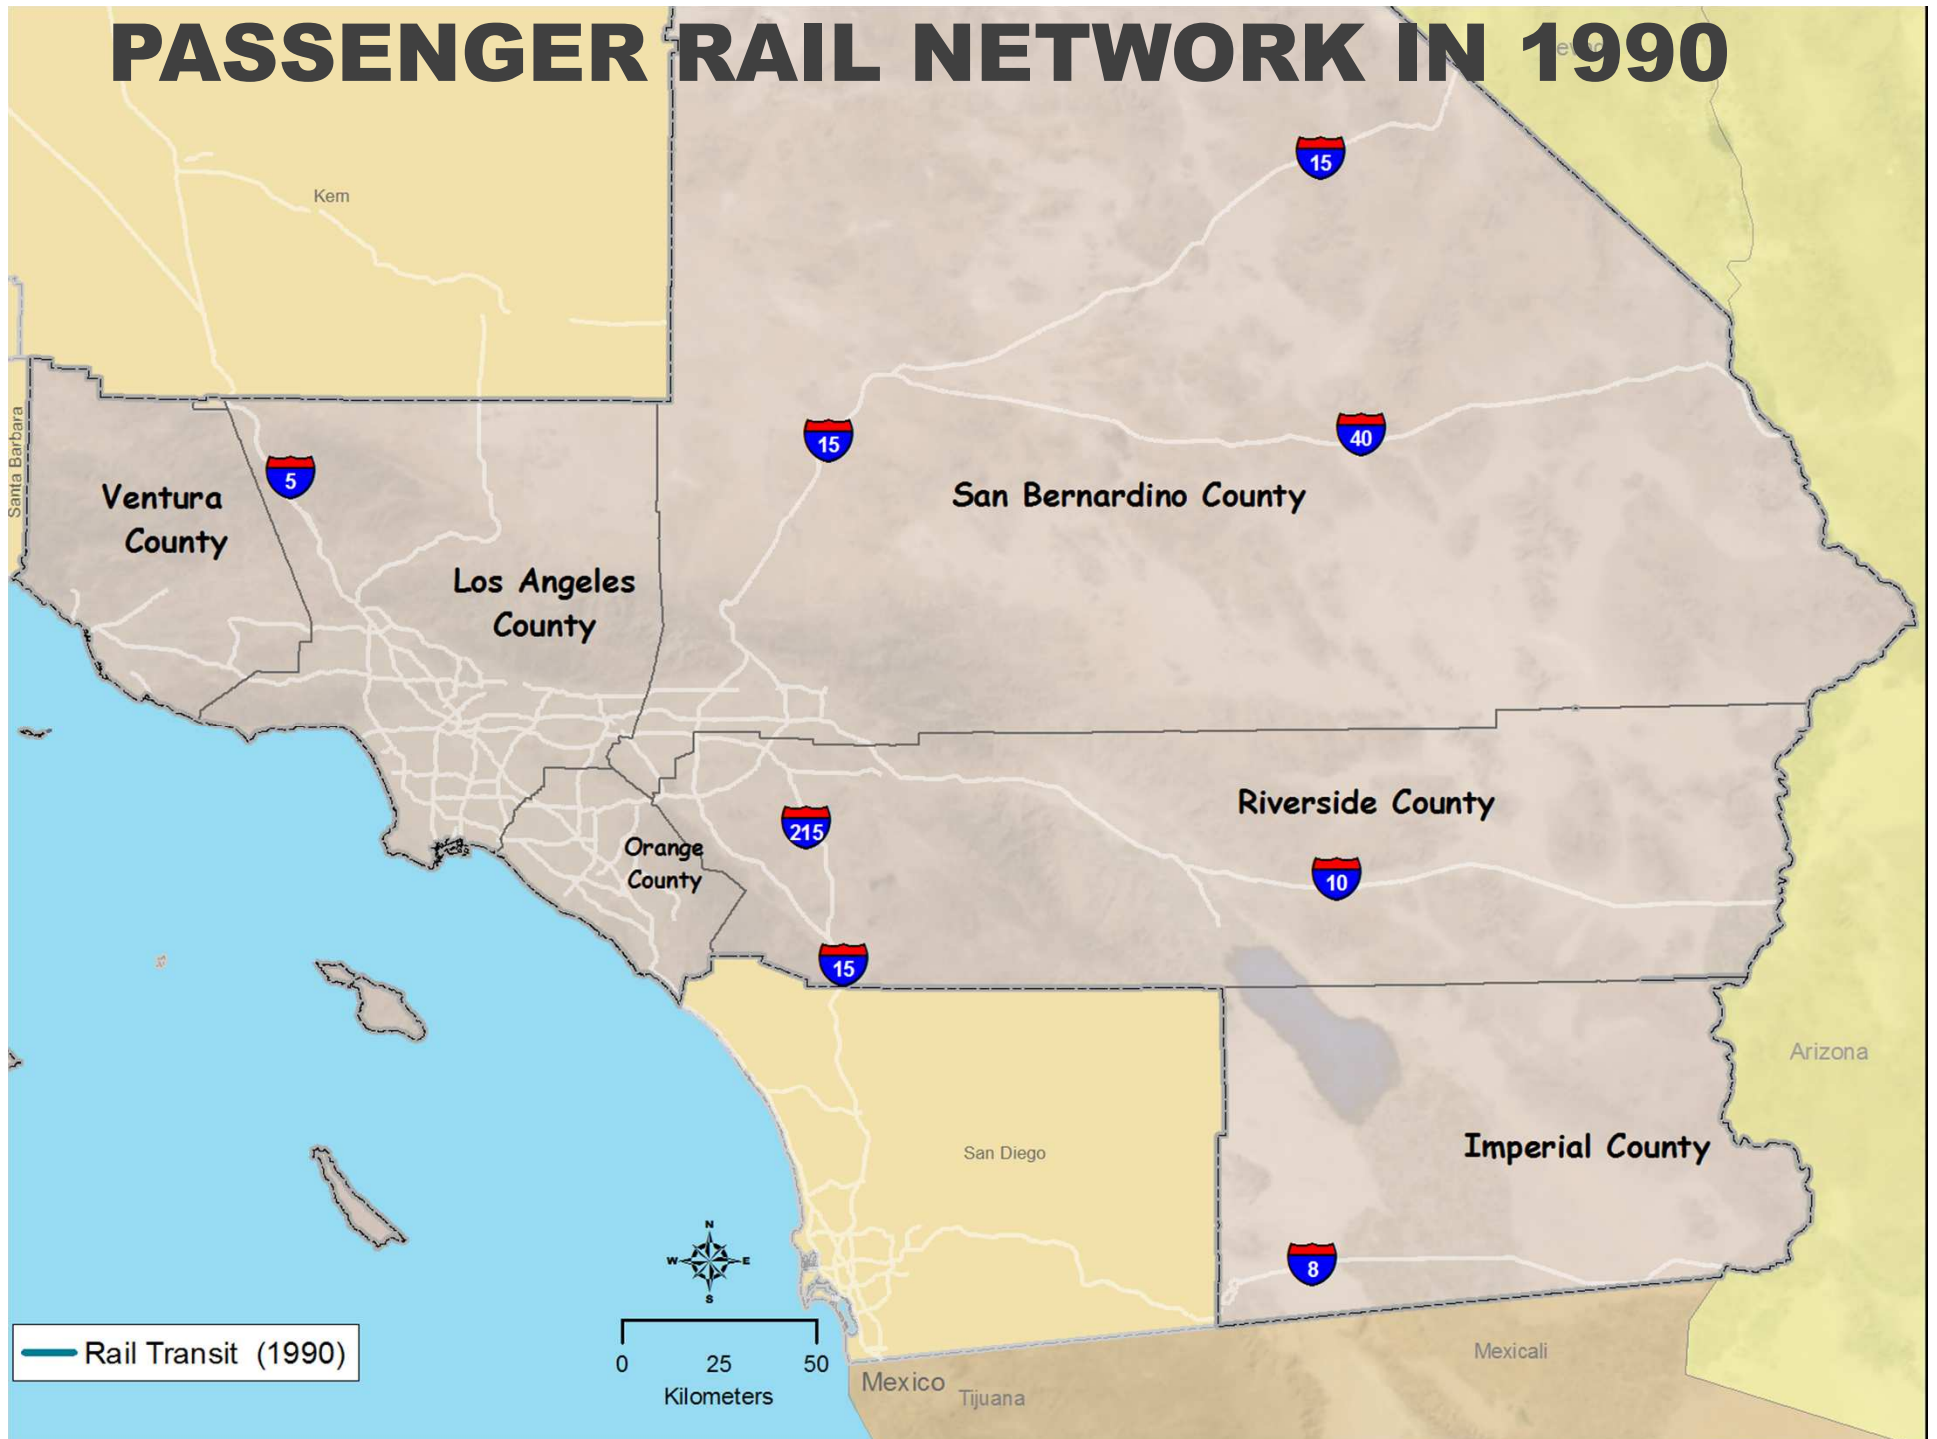 PASSENGER RAIL NETWORK IN 1990
15
Kern
Santa Barbara
15
40
5
Ventura
County
San Bernardino County
Los Angeles
County
Riverside County
215
Orange
County
10
15
Arizona
Imperial County
San Diego
N
W E
S
8
Rail Transit (1990)
0 25 50
Kilometers
Mexico
Tijuana
Mexicali